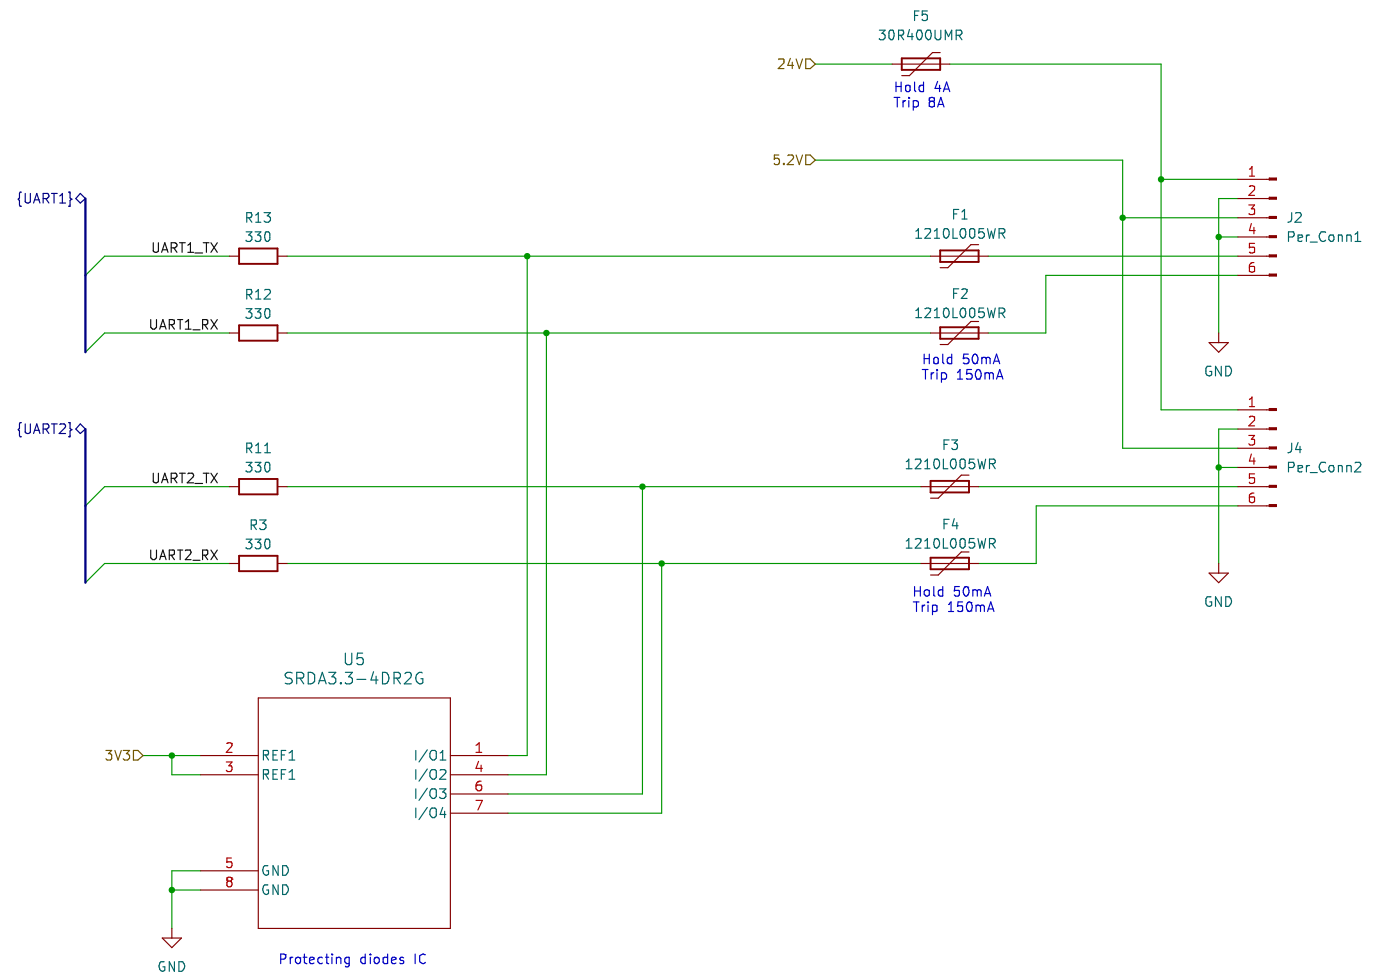 F5
30R400UMR
24V
Hold 4A
Trip 8A
5.2V
1
2
3
4
5
6
J2
Per_Conn1
{UART1}
R13
330
UART1_TX
F1
1210L005WR
R12
330
UART1_RX
F2
1210L005WR
Hold 50mA
Trip 150mA
GND
1
2
3
4
5
6
J4
Per_Conn2
{UART2}
R11
330
UART2_TX
F3
1210L005WR
R3
330
UART2_RX
F4
1210L005WR
Hold 50mA
Trip 150mA
GND
U5
SRDA3.3-4DR2G
3V3
2 REF1
3 REF1
I/O1 1
I/O2 4
I/O3 6
I/O4 7
5 GND
8 GND
GND
Protecting diodes IC